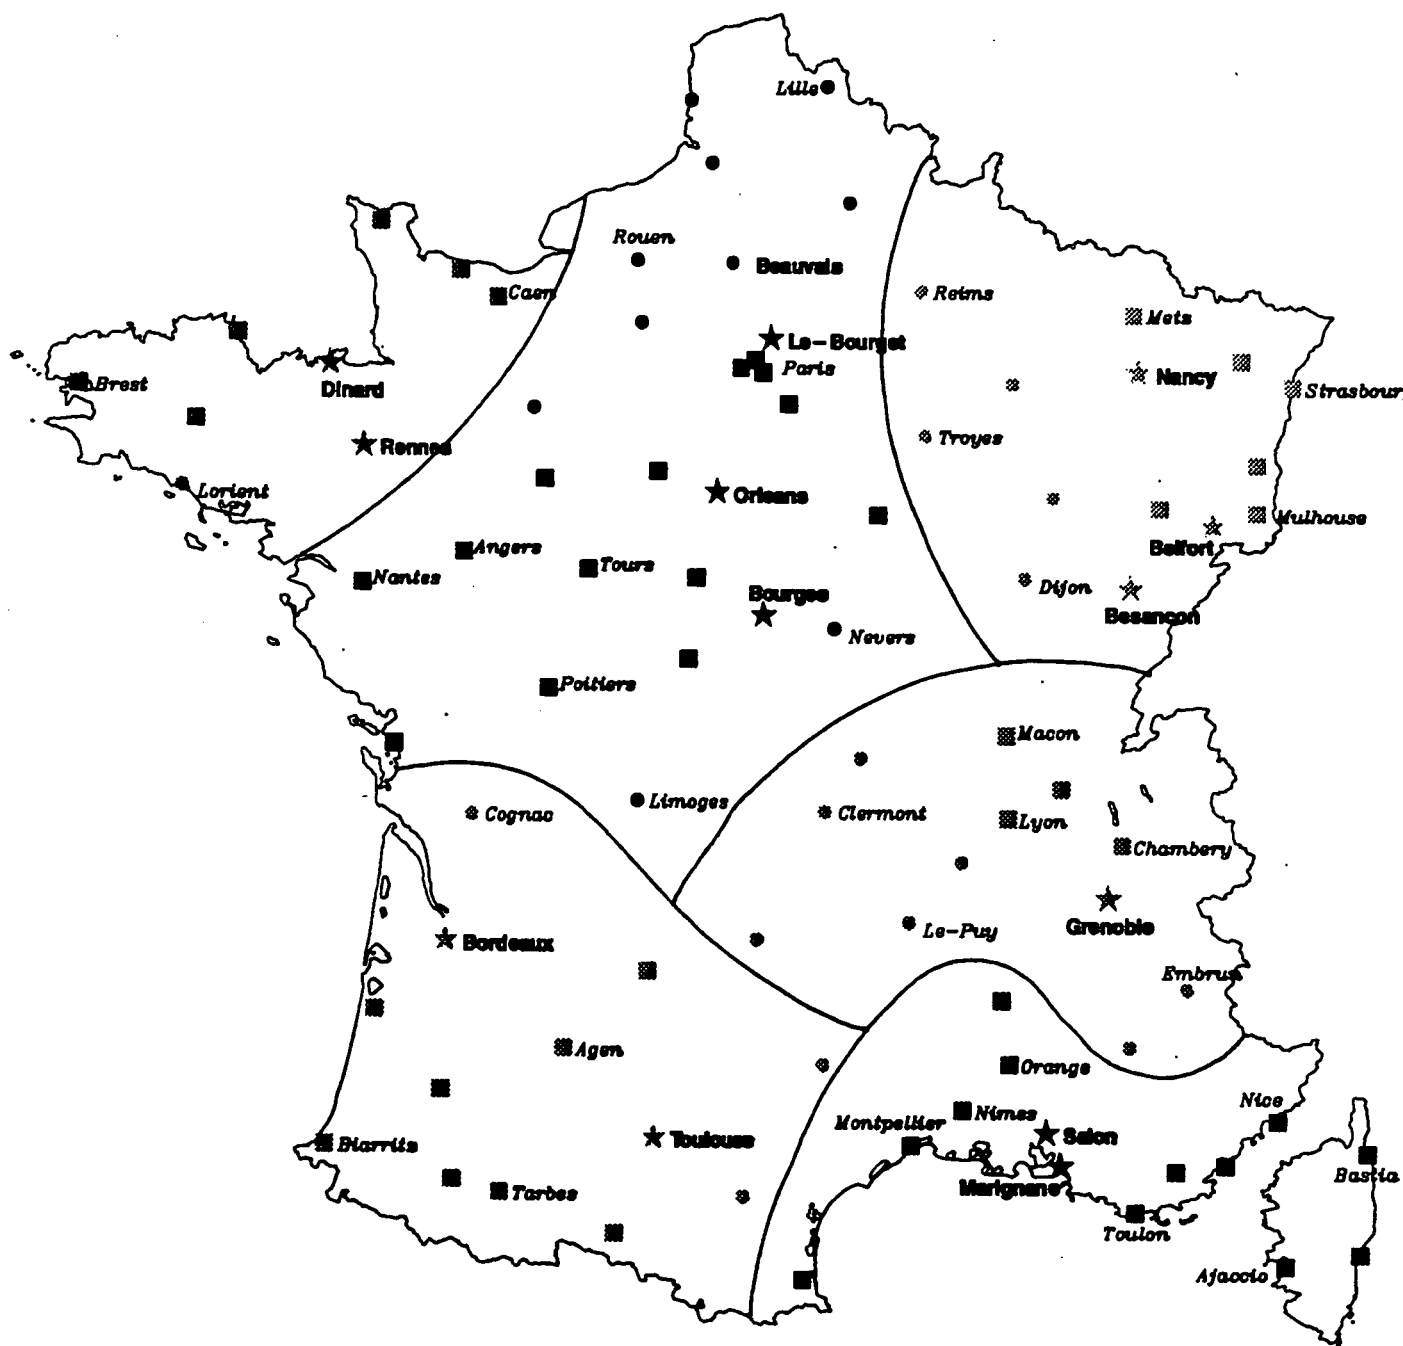 Lille
Rouen
Beauvais
Reims
Caen
Metz
Le-Bourget
Paris
Nancy
Brest
Dinard
Strasbour
Troyes
Rennes
Lorient
Orleans
Mulhouse
Angers
Belfort
Nantes
Tours
Dijon
Bourges
Besancon
Nevers
Poitiers
Macon
Limoges
Cognac
Clermont
Lyon
Chambery
Le-Puy
Grenoble
Bordeaux
Embrun
Agen
Orange
Nice
Montpellier
Nimes
Biarritz
Toulouse
Salon
Bastia
Marignane
Tarbes
Toulon
Ajaccio